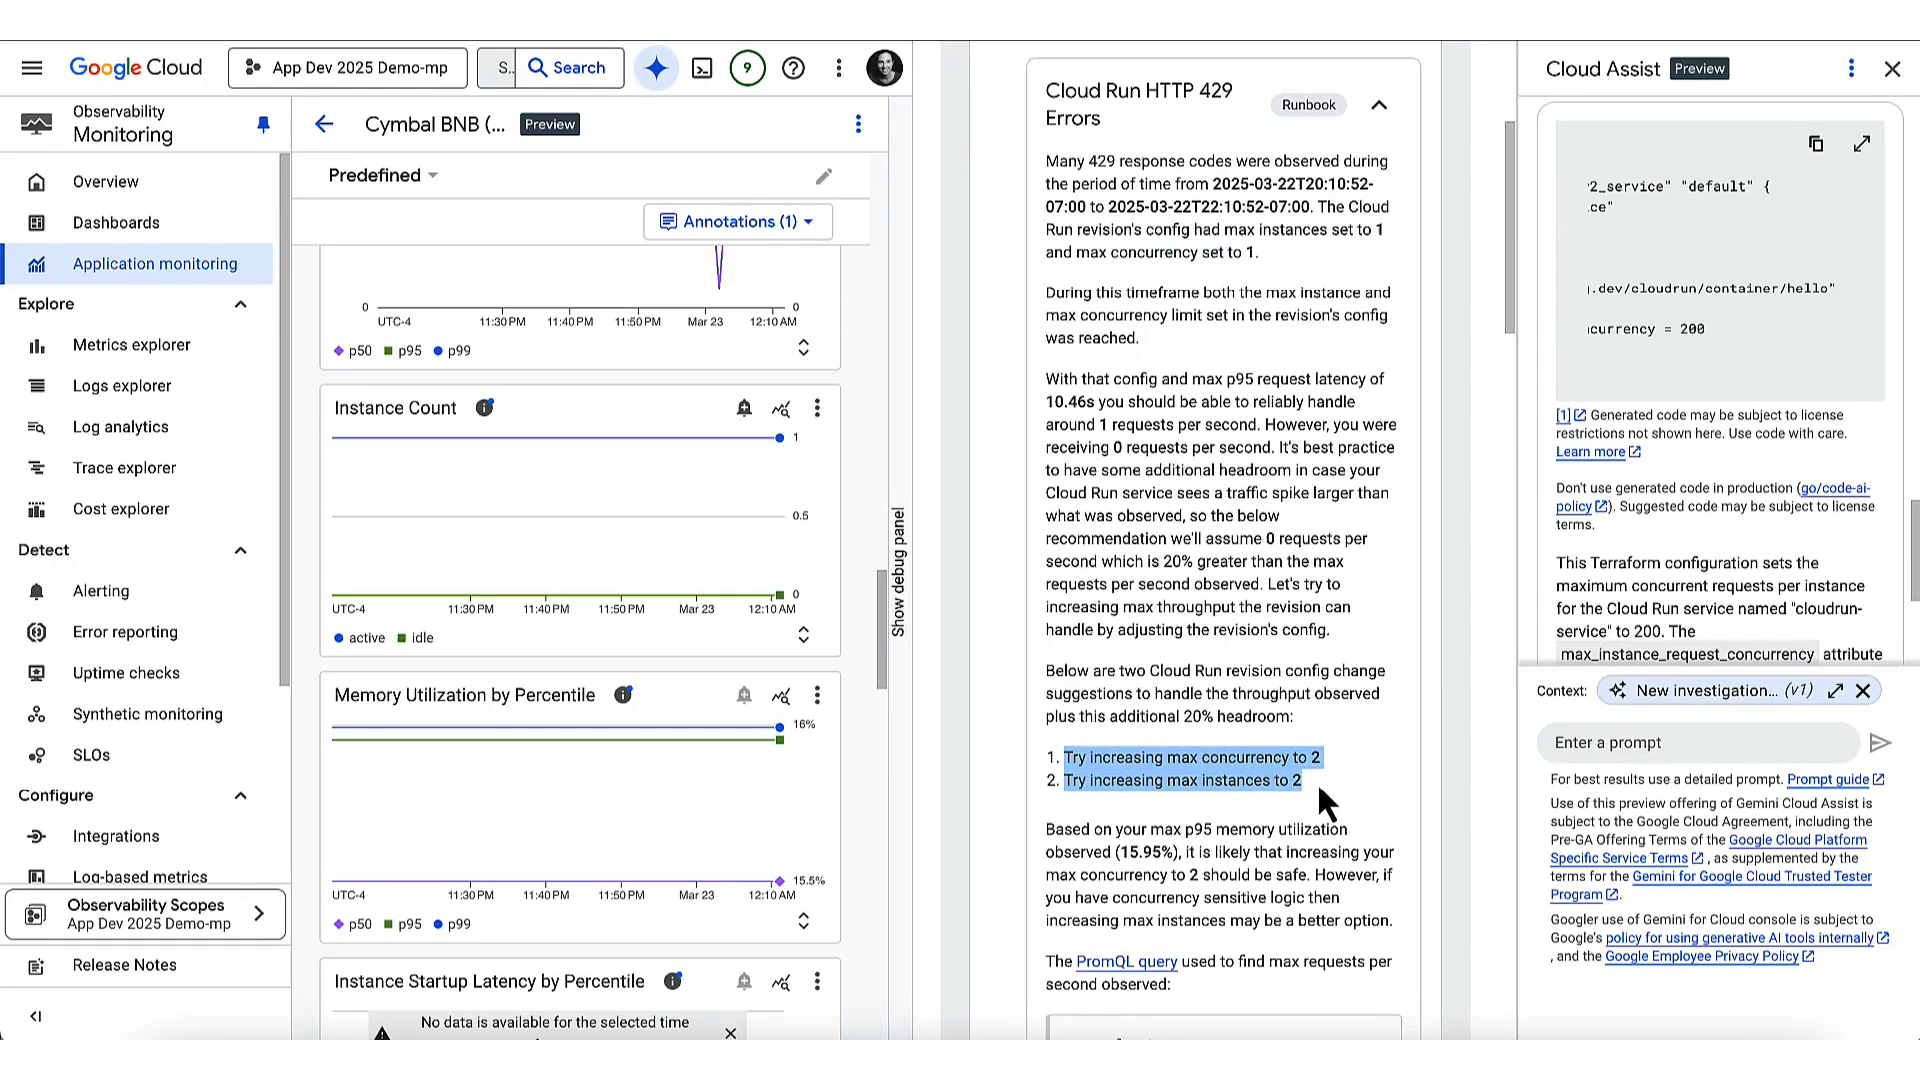 Google Cloud
App Dev 2025 Demo-mp
S..
Search
9
Observability
Monitoring
Overview
Dashboards
Application monitoring
Explore
Metrics explorer
Logs explorer
Log analytics
Trace explorer
Cost explorer
Detect
Alerting
Error reporting
Uptime checks
Synthetic monitoring
SLOs
Configure
Integrations
Log-based metrics
Observability Scopes
App Dev 2025 Demo-mp
Release Notes
Cymbal BNB (...
Preview
Predefined
Annotations (1)
0
0
UTC-4 11:30 PM 11:40 PM 11:50 PM Mar 23 12:10 AM
p50 p95 p99
Instance Count
1
0.5
0
UTC-4 11:30 PM 11:40 PM 11:50 PM Mar 23 12:10 AM
active idle
Memory Utilization by Percentile
16%
15.5%
UTC-4 11:30 PM 11:40 PM 11:50 PM Mar 23 12:10 AM
p50 p95 p99
Instance Startup Latency by Percentile
No data is available for the selected time
Show debug panel
Cloud Run HTTP 429
Errors
Runbook
Many 429 response codes were observed during
the period of time from 2025-03-22T20:10:52-
07:00 to 2025-03-22T22:10:52-07:00. The Cloud
Run revision's config had max instances set to 1
and max concurrency set to 1.
During this timeframe both the max instance and
max concurrency limit set in the revision's config
was reached.
With that config and max p95 request latency of
10.46s you should be able to reliably handle
around 1 requests per second. However, you were
receiving 0 requests per second. It's best practice
to have some additional headroom in case your
Cloud Run service sees a traffic spike larger than
what was observed, so the below
recommendation we'll assume 0 requests per
second which is 20% greater than the max
requests per second observed. Let's try to
increasing max throughput the revision can
handle by adjusting the revision's config.
Below are two Cloud Run revision config change
suggestions to handle the throughput observed
plus this additional 20% headroom:
1. Try increasing max concurrency to 2
2. Try increasing max instances to 2
Based on your max p95 memory utilization
observed (15.95%), it is likely that increasing your
max concurrency to 2 should be safe. However, if
you have concurrency sensitive logic then
increasing max instances may be a better option.
The PromQL query used to find max requests per
second observed:
Cloud Assist
Preview
'2_service" "default" {
.ce"
.dev/cloudrun/container/hello"
currency = 200
[1] Generated code may be subject to license
restrictions not shown here. Use code with care.
Learn more
Don't use generated code in production (go/code-ai-
policy). Suggested code may be subject to license
terms.
This Terraform configuration sets the
maximum concurrent requests per instance
for the Cloud Run service named "cloudrun-
service" to 200. The
max_instance_request_concurrency attribute
Context: New investigation... (v1)
Enter a prompt
For best results use a detailed prompt. Prompt guide
Use of this preview offering of Gemini Cloud Assist is
subject to the Google Cloud Agreement, including the
Pre-GA Offering Terms of the Google Cloud Platform
Specific Service Terms , as supplemented by the
terms for the Gemini for Google Cloud Trusted Tester
Program.
Googler use of Gemini for Cloud console is subject to
Google's policy for using generative AI tools internally
, and the Google Employee Privacy Policy